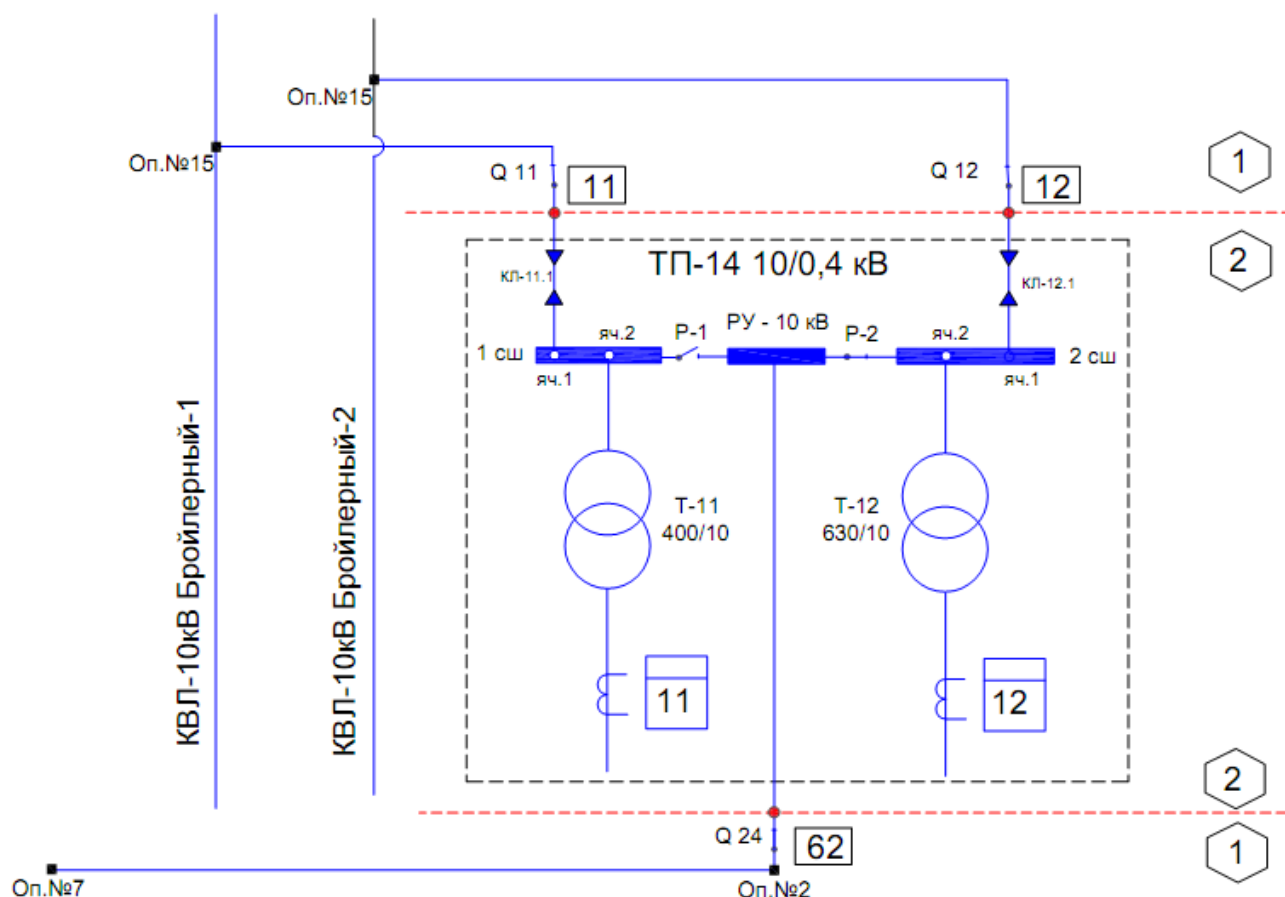 Оп.№15
Оп.№15
Q 11
11
Q 12
12
1
2
ТП-14 10/0,4 кВ
КЛ-11.1
КЛ-12.1
1 сш
яч.2
Р-1
РУ - 10 кВ
Р-2
яч.2
2 сш
яч.1
яч.1
КВЛ-10кВ Бройлерный-1
КВЛ-10кВ Бройлерный-2
Т-11
400/10
Т-12
630/10
11
12
2
Q 24
62
1
Оп.№7
Оп.№2